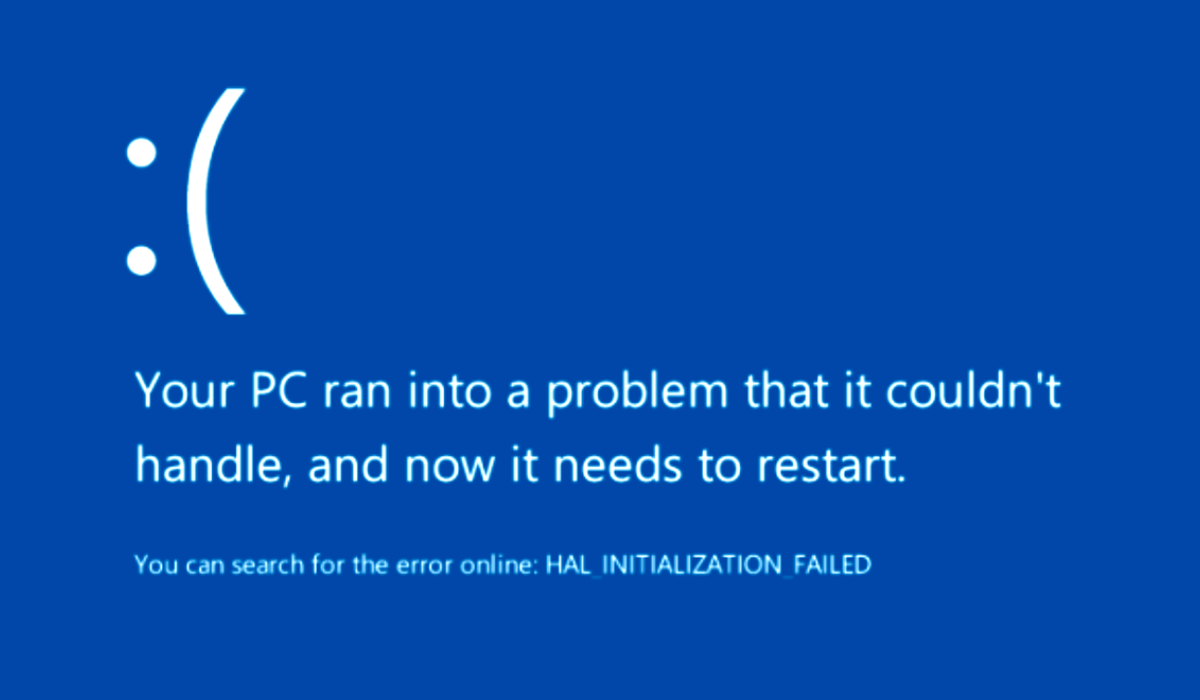 :(
Your PC ran into a problem that it couldn't
handle, and now it needs to restart.
You can search for the error online: HAL_INITIALIZATION_FAILED